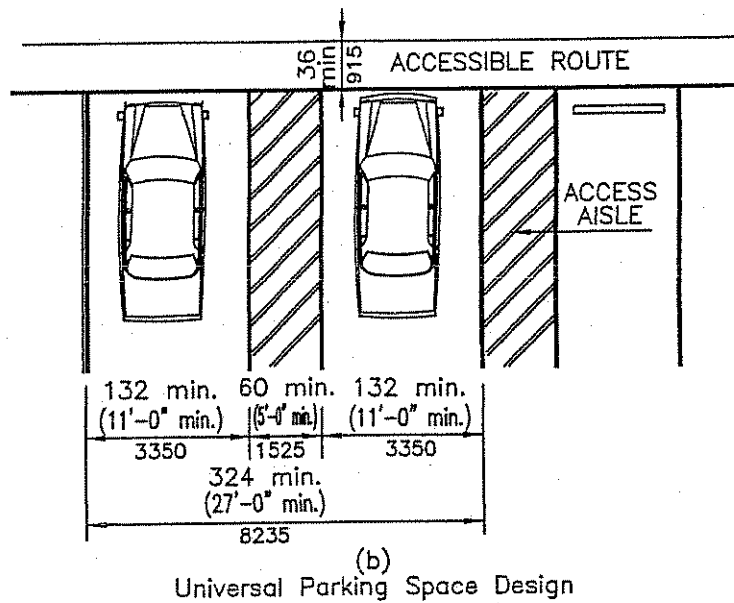 36
min
915
ACCESSIBLE ROUTE
ACCESS
AISLE
132 min. 60 min. 132 min.
(11'-0" min.) (5'-0" min.) (11'-0" min.)
3350 1525 3350
324 min.
(27'-0" min.)
8235
(b)
Universal Parking Space Design